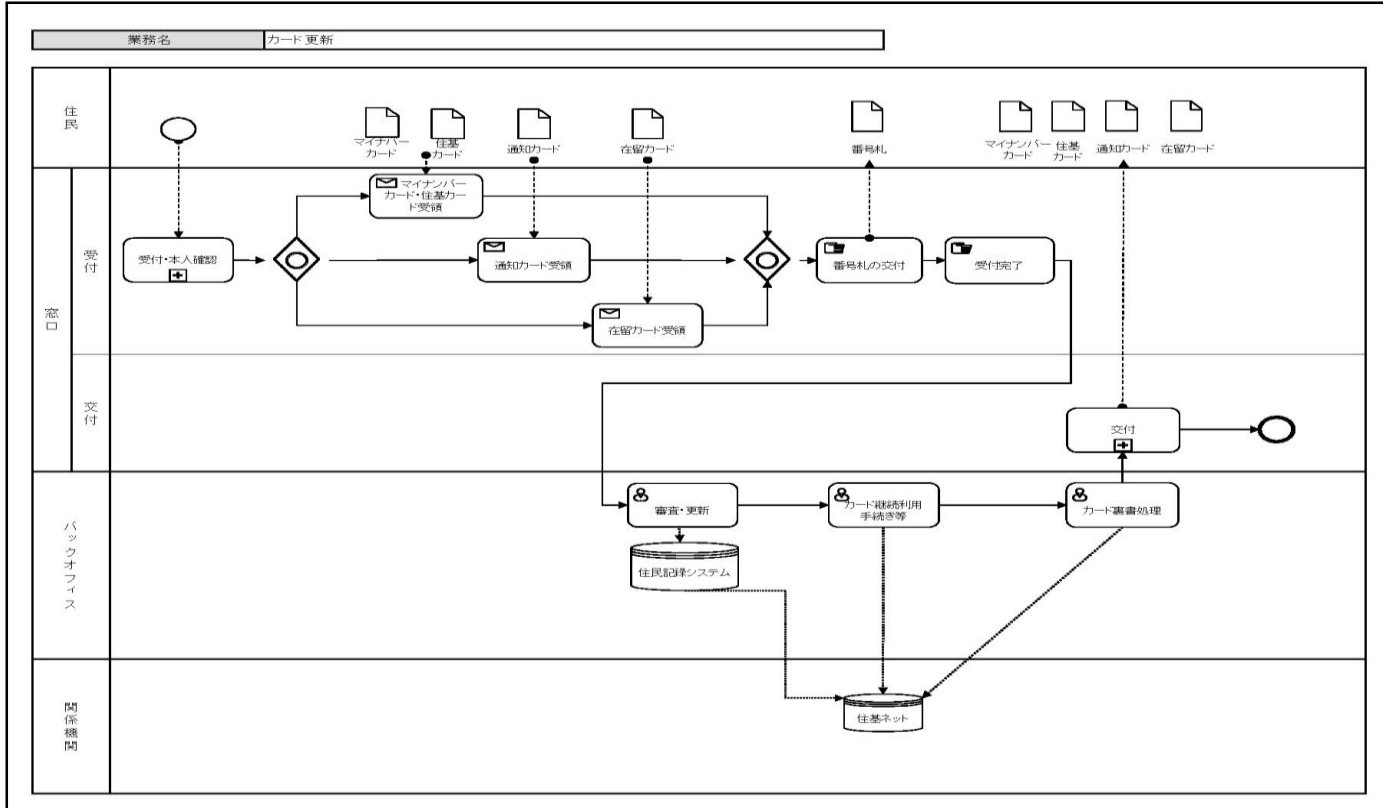 業務名
カード更新
住民
マイナバー
カード
住基
カード
通知カード
在留カード
番号札
マイナンバー
カード
住基
カード
通知カード
在留カード
窓口
受付
受付・本人確認
マイナンバー
カード・住基カー
ド受領
通知カード受領
在留カード受領
番号札の交付
受付完了
交付
交付
バックオフィス
審査・更新
カード継続利用
手続き等
カード裏書処理
住民記録システム
関係機関
住基ネット